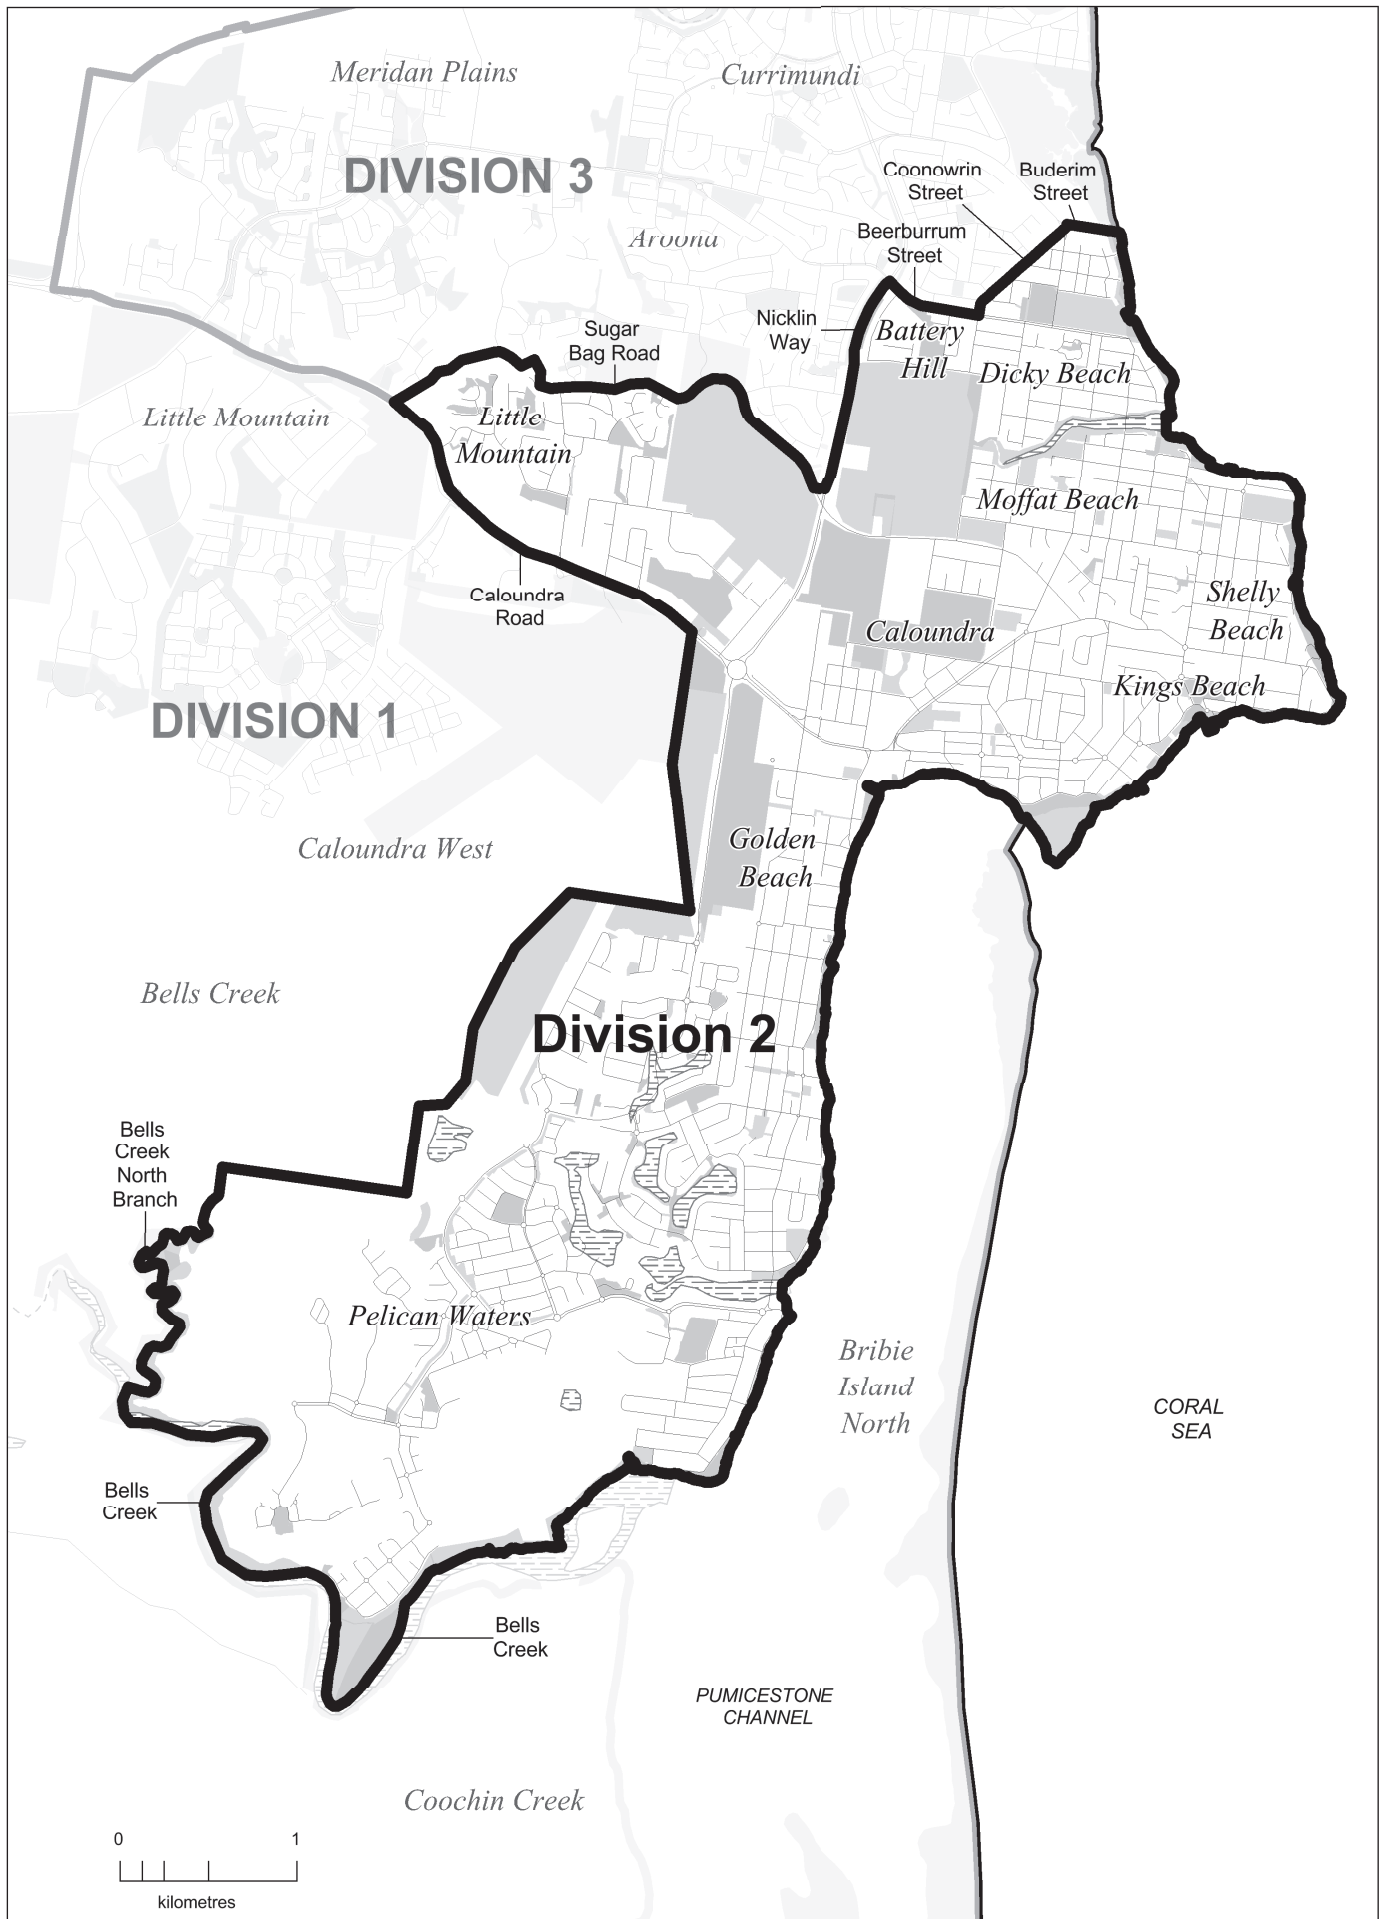 Meridan Plains
Currimundi
DIVISION 3
Coonowrin
Street
Buderim
Street
Aroona
Beerburrum
Street
Nicklin
Way
Sugar
Bag Road
Battery
Hill
Dicky Beach
Little Mountain
Little
Mountain
Moffat Beach
Caloundra
Road
Shelly
Beach
Caloundra
Kings Beach
DIVISION 1
Caloundra West
Golden
Beach
Bells Creek
Division 2
Bells
Creek
North
Branch
Pelican Waters
Bribie
Island
North
CORAL
SEA
Bells
Creek
Bells
Creek
PUMICESTONE
CHANNEL
Coochin Creek
0 1
kilometres